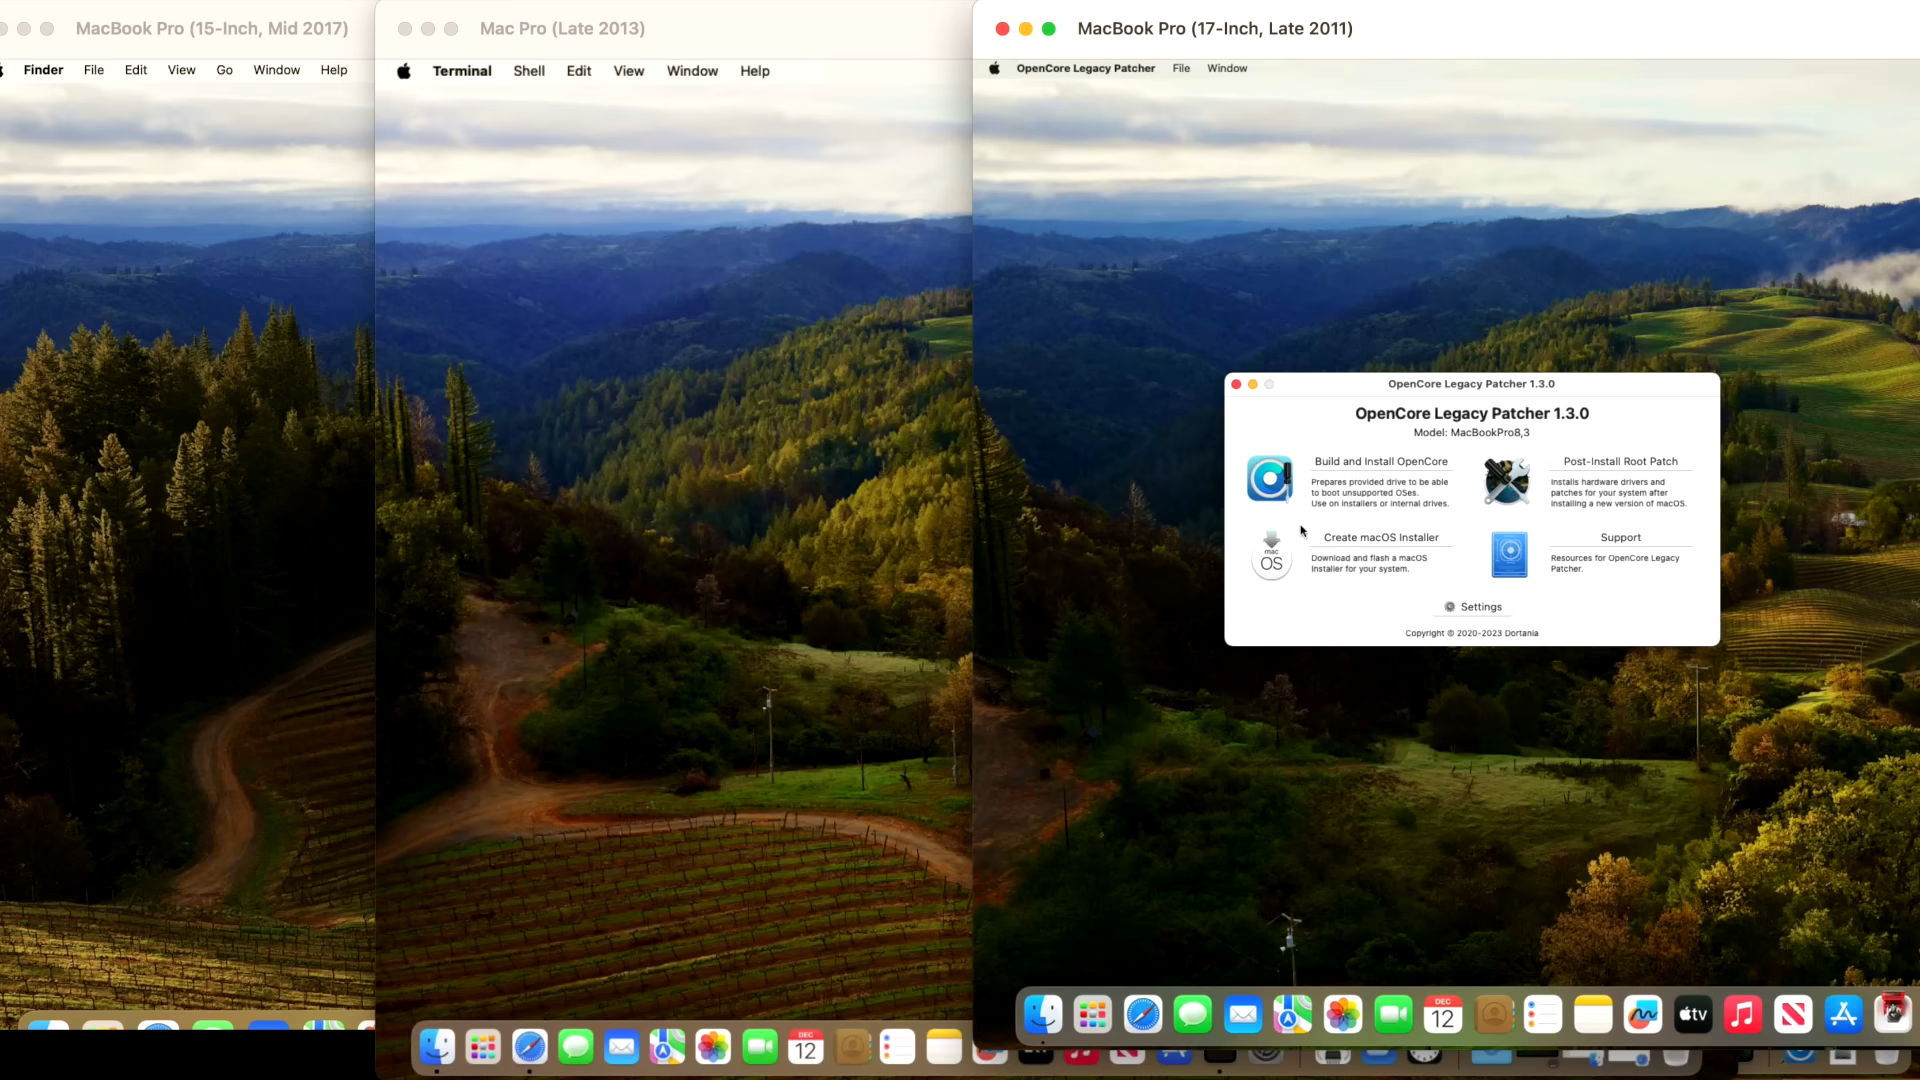 MacBook Pro (15-Inch, Mid 2017)
Finder File Edit View Go Window Help
Mac Pro (Late 2013)
Terminal Shell Edit View Window Help
MacBook Pro (17-Inch, Late 2011)
OpenCore Legacy Patcher File Window
OpenCore Legacy Patcher 1.3.0
OpenCore Legacy Patcher 1.3.0
Model: MacBookPro8,3
Build and Install OpenCore
Prepares provided drive to be able
to boot unsupported OSes.
Use on installers or internal drives.
Post-Install Root Patch
Installs hardware drivers and
patches for your system after
installing a new version of macOS.
mac
OS
Create macOS Installer
Download and flash a macOS
Installer for your system.
Support
Resources for OpenCore Legacy
Patcher.
Settings
Copyright © 2020-2023 Dortania
DEC
12
tv
DEC
12